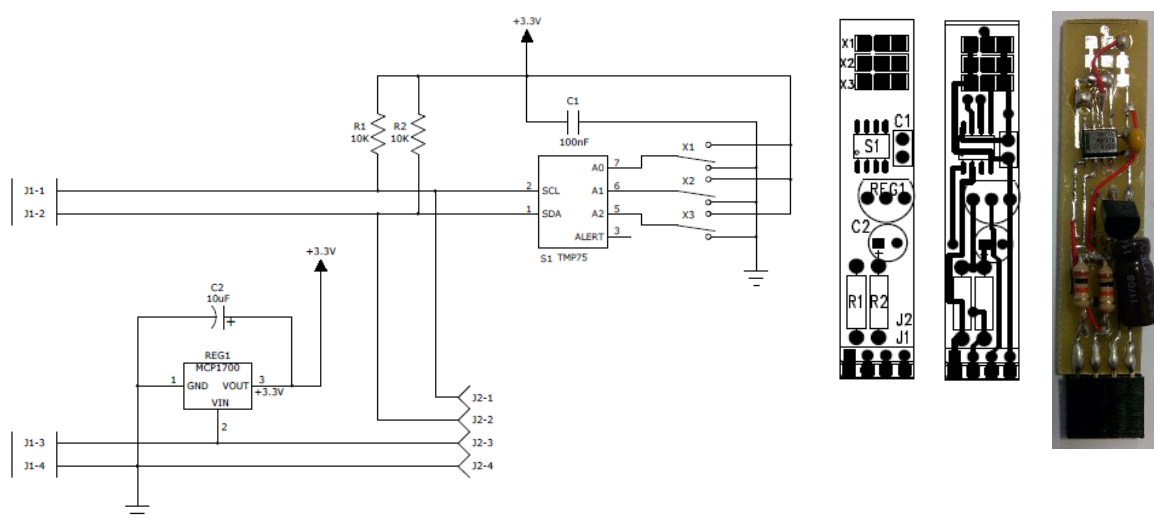 +3.3V
C1
100nF
R1
10K
R2
10K
X1
X2
X3
J1-1
J1-2
2 SCL
1 SDA
A0 7
A1 6
A2 5
ALERT 3
S1 TMP75
+3.3V
C2
10uF
+
REG1
MCP1700
1 GND VOUT 3
+3.3V
VIN
2
J1-3
J1-4
J2-1
J2-2
J2-3
J2-4
X1
X2
X3
C1
S1
REG1
C2
+
R1 R2
J2
J1
+
11/08